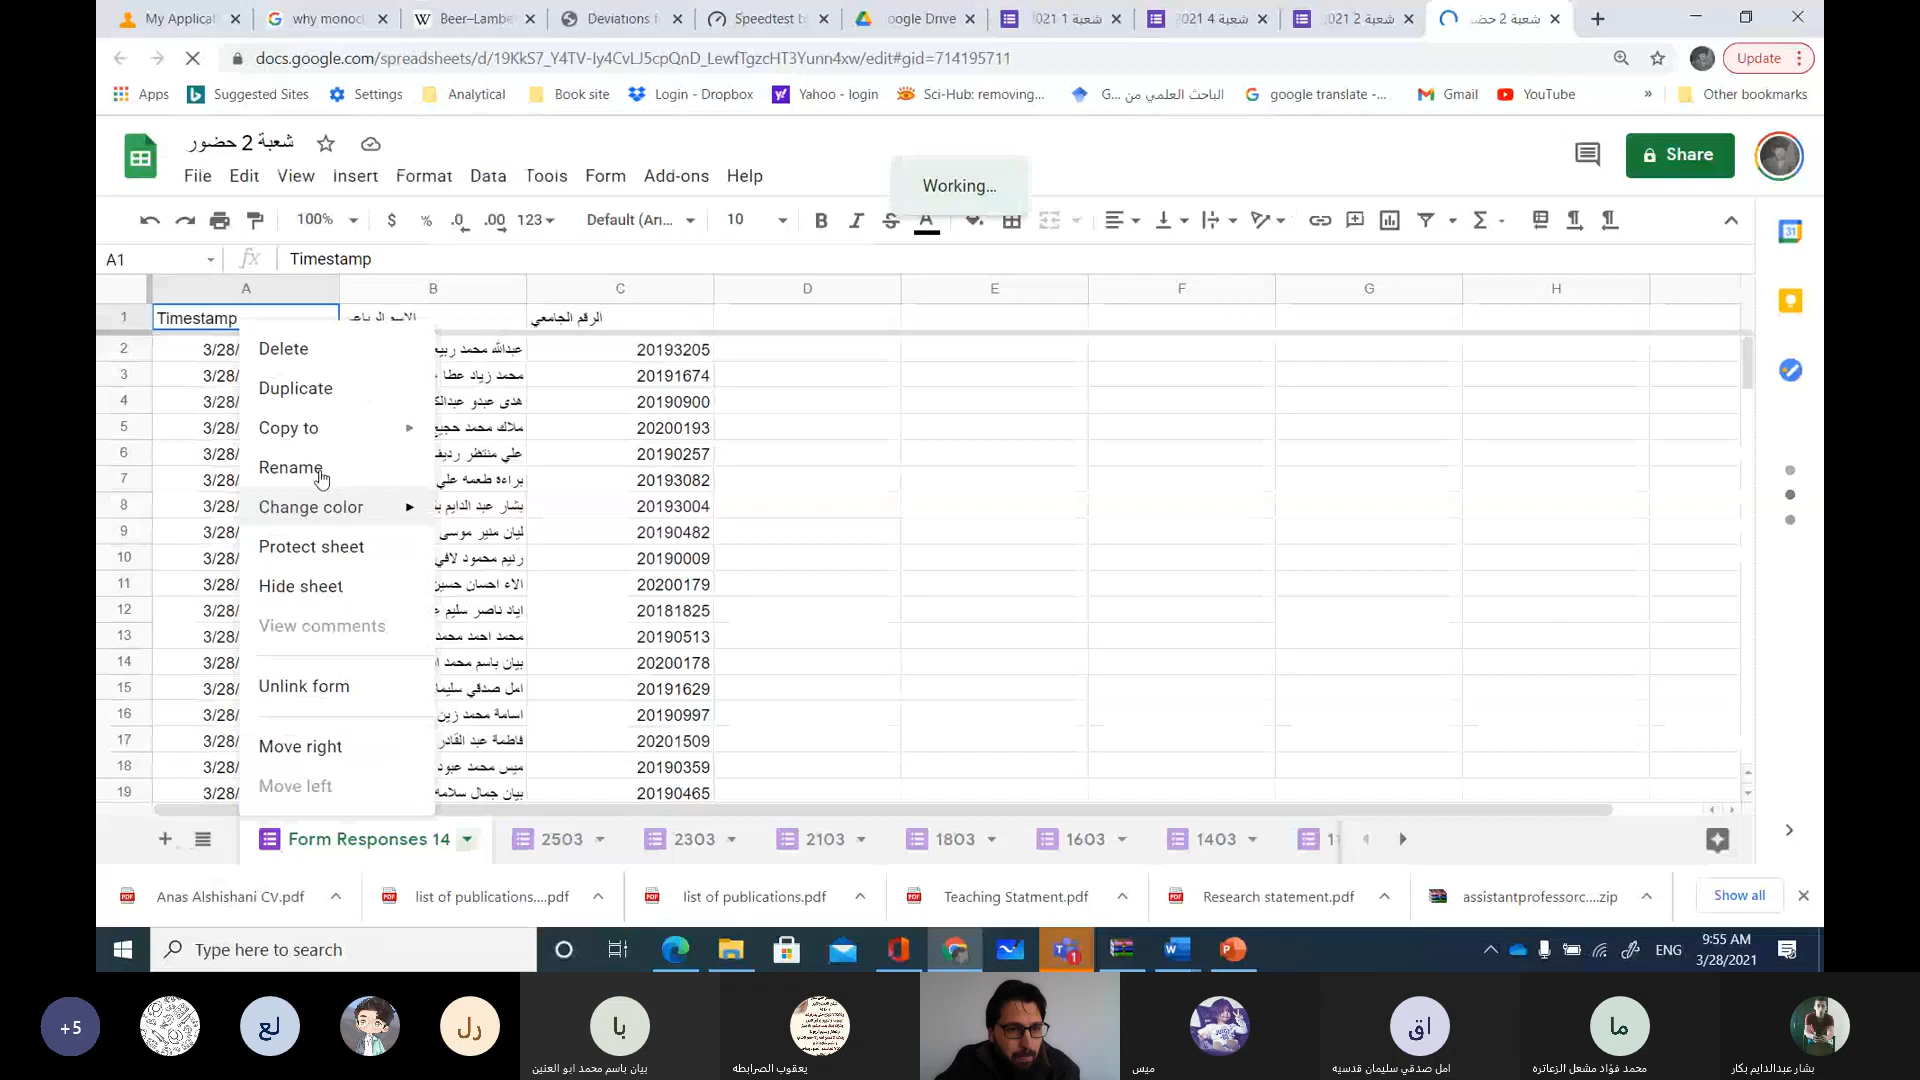 My Applicat
why monoc
Beer–Lambe
Deviations f
Speedtest b
oogle Drive
شعبة 1 2021
شعبة 4 2021
شعبة 2 2021
شعبة 2 حضو
docs.google.com/spreadsheets/d/19KkS7_Y4TV-Iy4CvLJ5cpQnD_LewfTgzcHT3Yunn4xw/edit#gid=714195711
Update
Apps
Suggested Sites
Settings
Analytical
Book site
Login - Dropbox
Yahoo - login
Sci-Hub: removing...
الباحث العلمي من G...
google translate -...
Gmail
YouTube
»
Other bookmarks
شعبة 2 حضور
Share
File Edit View Insert Format Data Tools Form Add-ons Help
Working...
100% $ % .0 .00 123 Default (Ari... 10 B I S A
31
A1 fx Timestamp
A B C D E F G H
1 Timestamp الاسم الرباعي الرقم الجامعي
2 3/28/ عبدالله محمد ربيع 20193205
3 3/28/ محمد زياد عطا 20191674
4 3/28/ هدى عبدو عبدالك 20190900
5 3/28/ ملاك محمد حجيج 20200193
6 3/28/ علي منتظر رديف 20190257
7 3/28/ براءة طعمه علي 20193082
8 3/28/ بشار عبد الدايم ب 20193004
9 3/28/ ليان منير موسى 20190482
10 3/28/ رنيم محمود لافي 20190009
11 3/28/ الاء احسان حسين 20200179
12 3/28/ اياد ناصر سليم 20181825
13 3/28/ محمد احمد محمد 20190513
14 3/28/ بيان باسم محمد ا 20200178
15 3/28/ امل صدقي سليما 20191629
16 3/28/ اسامة محمد زين 20190997
17 3/28/ فاطمة عبد القادر 20201509
18 3/28/ ميس محمد عبود 20190359
19 3/28/ بيان جمال سلامه 20190465
Delete
Duplicate
Copy to
Rename
Change color
Protect sheet
Hide sheet
View comments
Unlink form
Move right
Move left
Form Responses 14 2503 2303 2103 1803 1603 1403 1
Anas Alshishani CV.pdf
list of publications....pdf
list of publications.pdf
Teaching Statment.pdf
Research statement.pdf
assistantprofessorc....zip
Show all
Type here to search
1
ENG
9:55 AM
3/28/2021
+5
لع
رل
با
اق
ما
بيان باسم محمد ابو العنين
يعقوب الصرابطه
ميس
امل صدقي سليمان قدسيه
محمد فؤاد مشعل الزعاتره
بشار عبدالدايم بكار